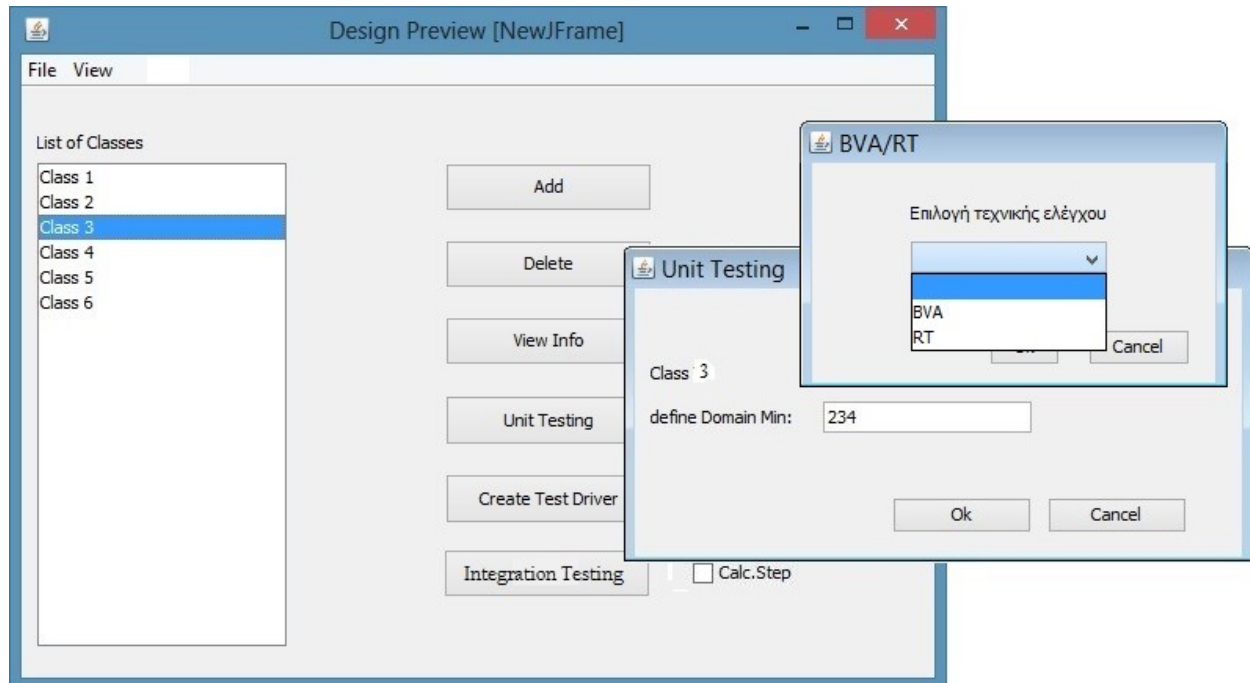 Design Preview [NewJFrame]
File View
List of Classes
Class 1
Class 2
Class 3
Class 4
Class 5
Class 6
Add
Delete
View Info
Unit Testing
Create Test Driver
Integration Testing
Calc.Step
Unit Testing
Class 3
define Domain Min: 234
Ok Cancel
BVA/RT
Επιλογή τεχνικής ελέγχου
BVA
RT
Cancel